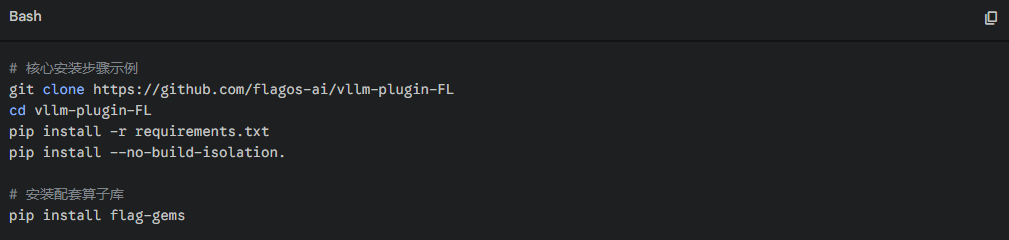 Bash
# 核心安装步骤示例
git clone https://github.com/flagos-ai/vllm-plugin-FL
cd vllm-plugin-FL
pip install -r requirements.txt
pip install --no-build-isolation.
# 安装配套算子库
pip install flag-gems